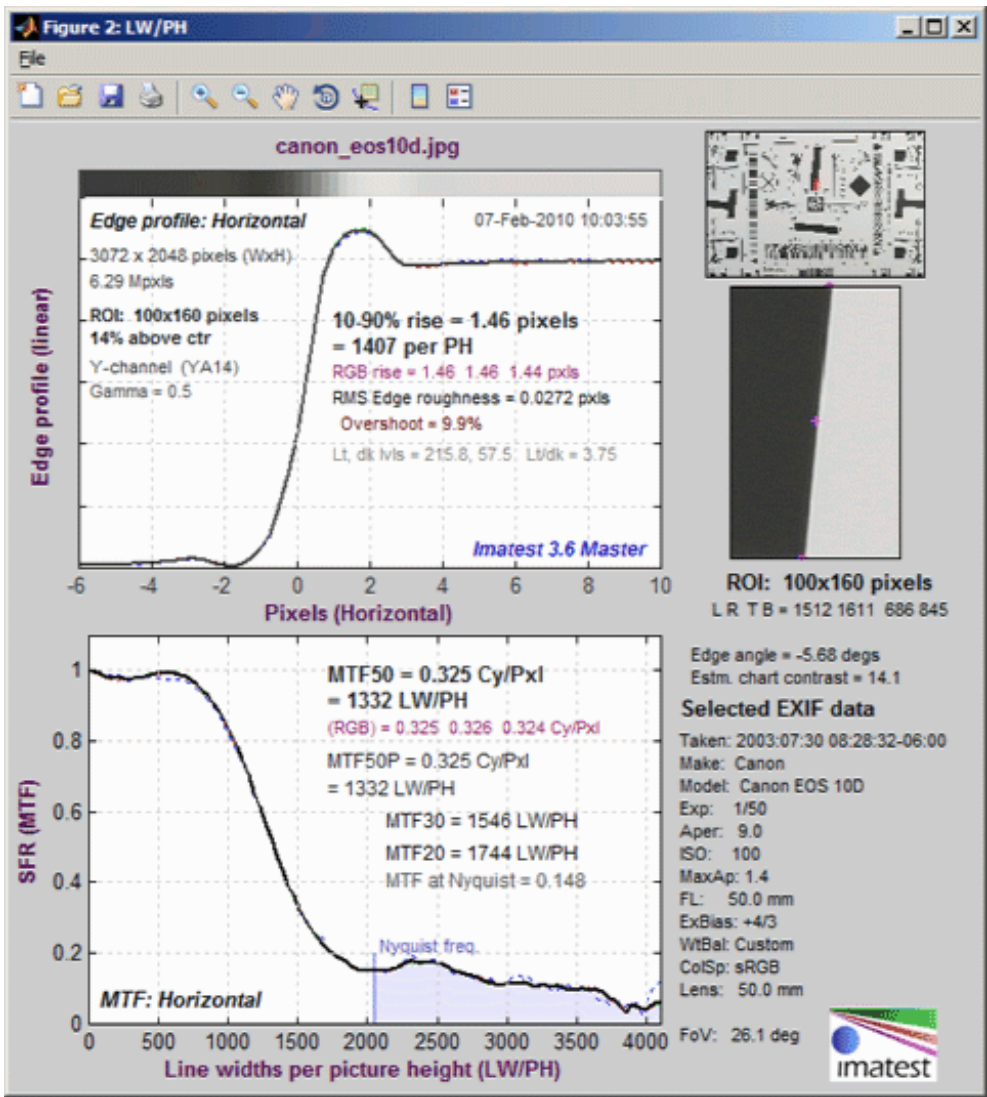 Figure 2: LW/PH
File
canon_eos10d.jpg
Edge profile: Horizontal
07-Feb-2010 10:03:55
3072 x 2048 pixels (WxH)
6.29 Mpxls
ROI: 100x160 pixels
14% above ctr
Y-channel (YA14)
Gamma = 0.5
10-90% rise = 1.46 pixels
= 1407 per PH
RGB rise = 1.46 1.46 1.44 pxls
RMS Edge roughness = 0.0272 pxls
Overshoot = 9.9%
Lt, dk lvls = 215.8, 57.5 Lt/dk = 3.75
Imatest 3.6 Master
Edge profile (linear)
-6 -4 -2 0 2 4 6 8 10
Pixels (Horizontal)
ROI: 100x160 pixels
L R T B = 1512 1611 686 845
MTF50 = 0.325 Cy/Pxl
= 1332 LW/PH
(RGB) = 0.325 0.326 0.324 Cy/Pxl
MTF50P = 0.325 Cy/Pxl
= 1332 LW/PH
MTF30 = 1546 LW/PH
MTF20 = 1744 LW/PH
MTF at Nyquist = 0.148
Nyquist freq.
MTF: Horizontal
SFR (MTF)
1
0.8
0.6
0.4
0.2
0
0 500 1000 1500 2000 2500 3000 3500 4000
Line widths per picture height (LW/PH)
Edge angle = -5.68 degs
Estm. chart contrast = 14.1
Selected EXIF data
Taken: 2003:07:30 08:28:32-06:00
Make: Canon
Model: Canon EOS 10D
Exp: 1/50
Aper: 9.0
ISO: 100
MaxAp: 1.4
FL: 50.0 mm
ExBias: +4/3
WtBal: Custom
ColSp: sRGB
Lens: 50.0 mm
FoV: 26.1 deg
imatest